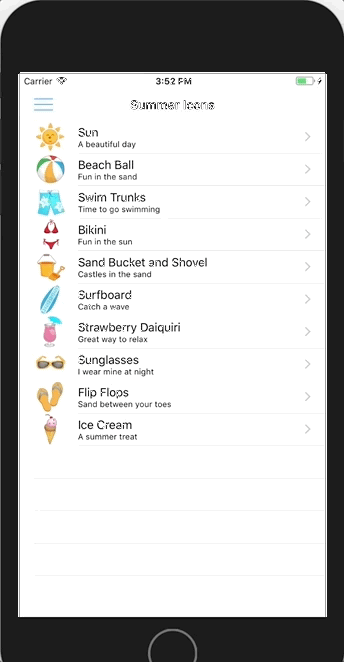 Carrier
3:52 PM
Summer Icons
Sun
A beautiful day
Beach Ball
Fun in the sand
Swim Trunks
Time to go swimming
Bikini
Fun in the sun
Sand Bucket and Shovel
Castles in the sand
Surfboard
Catch a wave
Strawberry Daiquiri
Great way to relax
Sunglasses
I wear mine at night
Flip Flops
Sand between your toes
Ice Cream
A summer treat